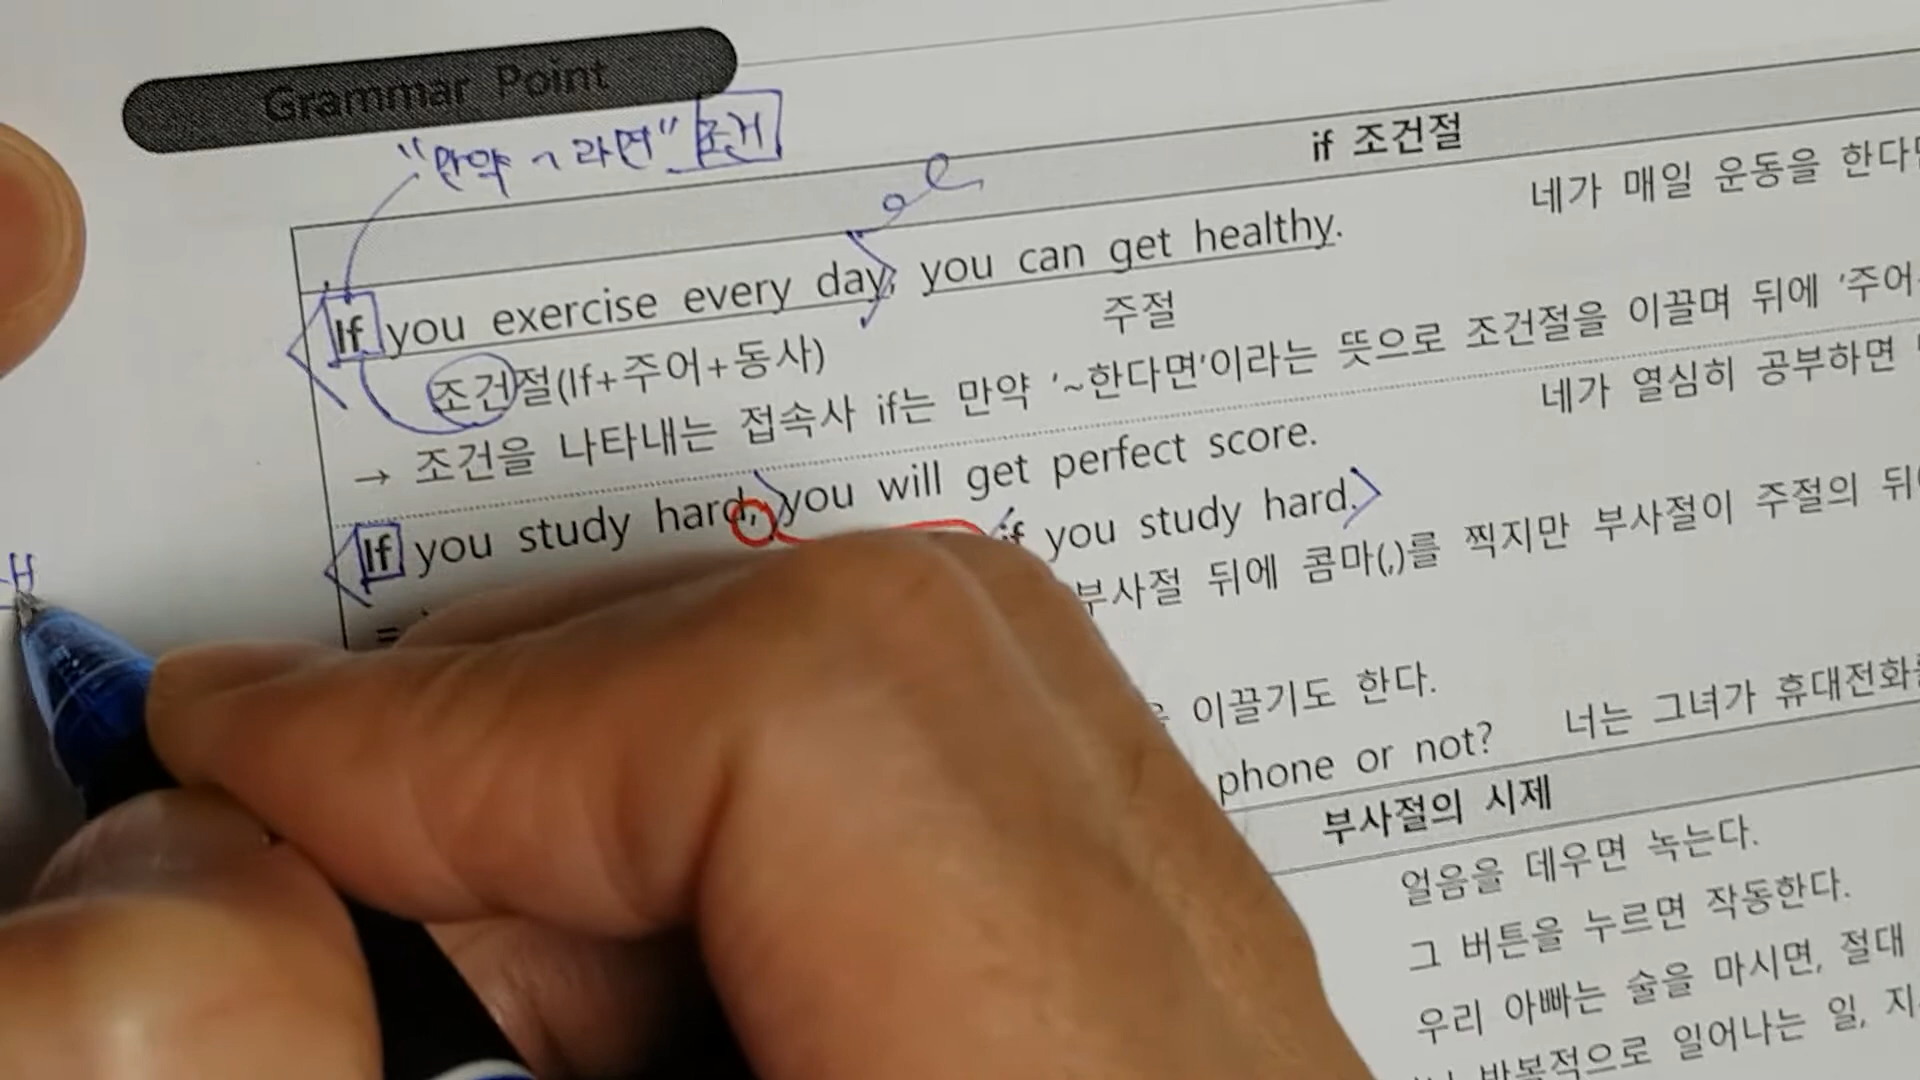 Grammar Point
"만약 ~ 라면" 조건
if 조건절
If you exercise every day, you can get healthy. 네가 매일 운동을 한다면
조건절(If+주어+동사) 주절
→ 조건을 나타내는 접속사 if는 만약 '~한다면'이라는 뜻으로 조건절을 이끌며 뒤에 '주어
If you study hard, you will get perfect score. 네가 열심히 공부하면
= if you study hard.
부사절 뒤에 콤마(,)를 찍지만 부사절이 주절의 뒤
이끌기도 한다.
phone or not? 너는 그녀가 휴대전화를
부사절의 시제
얼음을 데우면 녹는다.
그 버튼을 누르면 작동한다.
우리 아빠는 술을 마시면, 절대
반복적으로 일어나는 일, 지